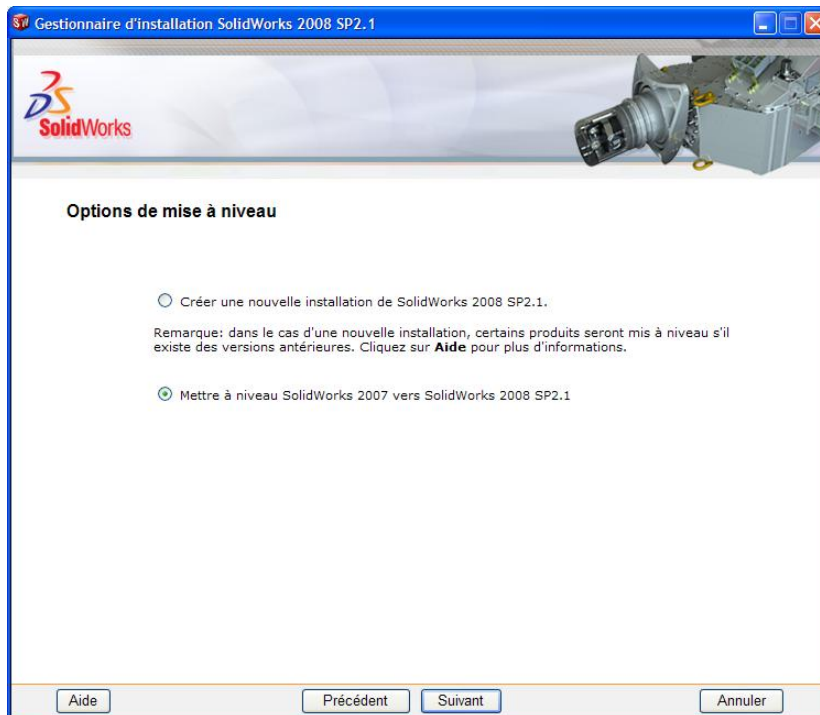 Gestionnaire d'installation SolidWorks 2008 SP2.1
SolidWorks
Options de mise à niveau
Créer une nouvelle installation de SolidWorks 2008 SP2.1.
Remarque: dans le cas d'une nouvelle installation, certains produits seront mis à niveau s'il
existe des versions antérieures. Cliquez sur Aide pour plus d'informations.
Mettre à niveau SolidWorks 2007 vers SolidWorks 2008 SP2.1
Aide
Précédent
Suivant
Annuler